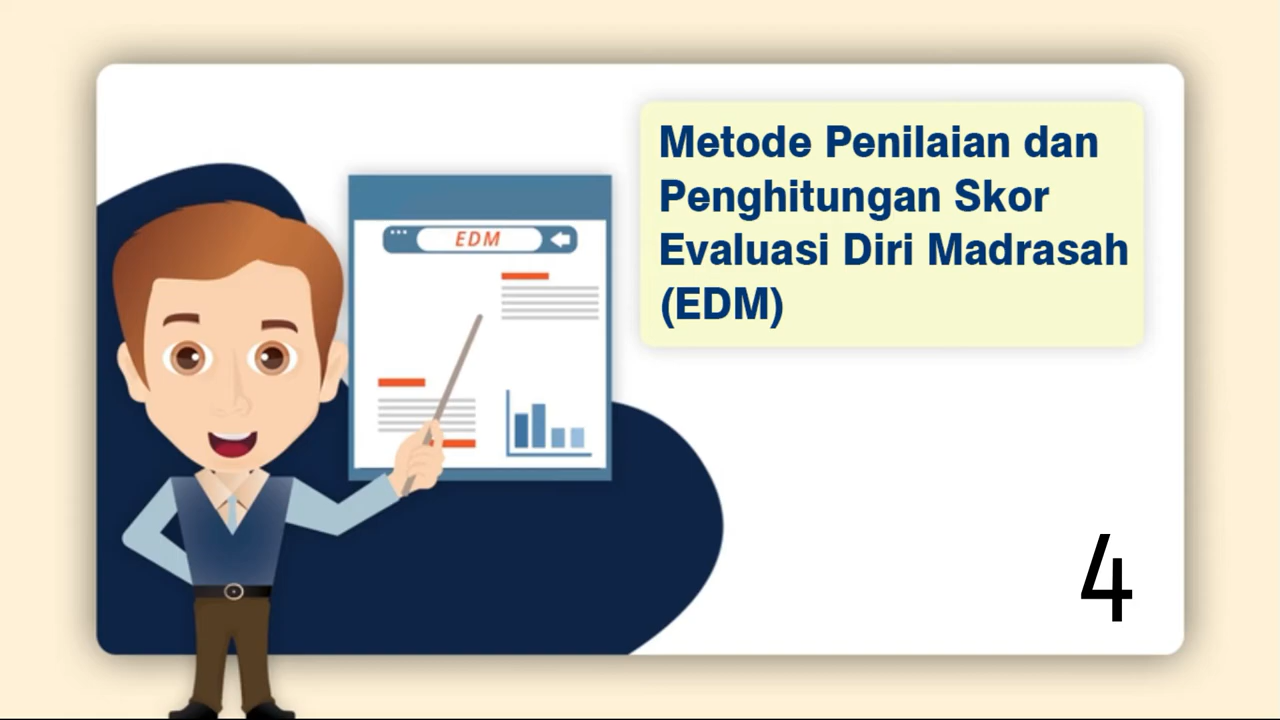 Metode Penilaian dan
Penghitungan Skor
Evaluasi Diri Madrasah
(EDM)
EDM
4